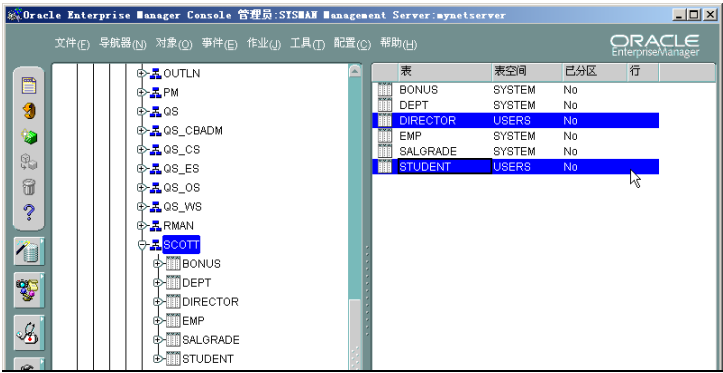 Oracle Enterprise Manager Console 管理员:SYSMAN Management Server:mynetserver
文件(F) 导航器(N) 对象(O) 事件(E) 作业(J) 工具(T) 配置(C) 帮助(H)
ORACLE
EnterpriseManager
OUTLN
PM
QS
QS_CBADM
QS_CS
QS_ES
QS_OS
QS_WS
RMAN
SCOTT
BONUS
DEPT
DIRECTOR
EMP
SALGRADE
STUDENT
表 表空间 已分区 行
BONUS SYSTEM No
DEPT SYSTEM No
DIRECTOR USERS No
EMP SYSTEM No
SALGRADE SYSTEM No
STUDENT USERS No